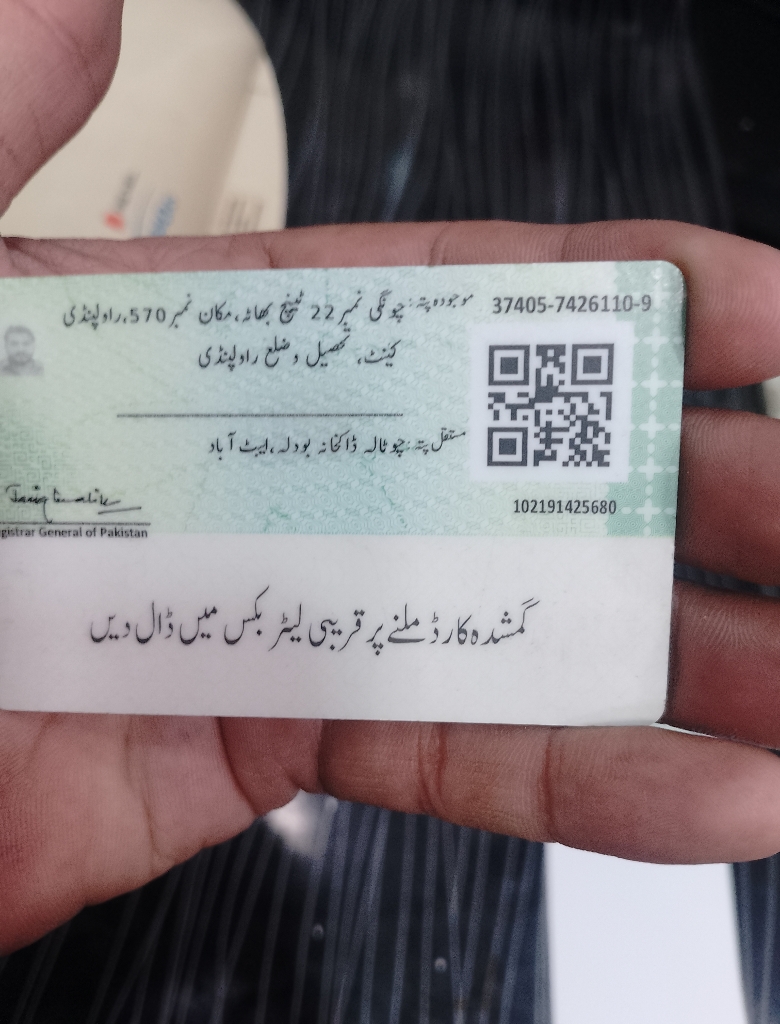 37405-7426110-9
موجودہ پتہ: چونگی نمبر 22 ٹینچ بھاٹہ، مکان نمبر 570، راولپنڈی
کینٹ، تحصیل و ضلع راولپنڈی
مستقل پتہ: چوٹالہ ڈاکخانہ بودلہ، ایبٹ آباد
102191425680
gistrar General of Pakistan
گمشدہ کارڈ ملنے پر قریبی لیٹر بکس میں ڈال دیں